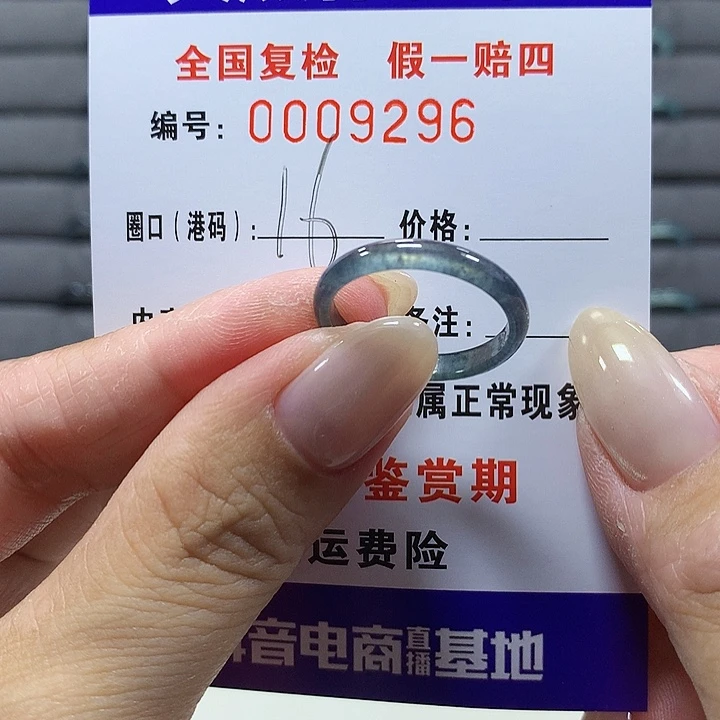 全国复检 假一赔四
编号: 0009296
圈口(港码): 16 价格:
备注:
属正常现象
鉴赏期
运费险
音电商直播基地